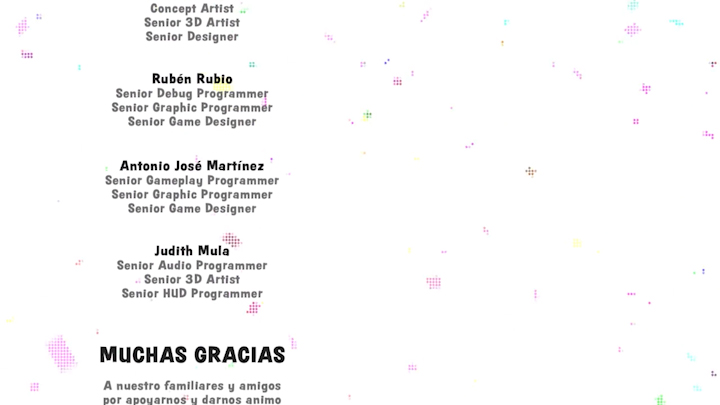 Concept Artist
Senior 3D Artist
Senior Designer
Rubén Rubio
Senior Debug Programmer
Senior Graphic Programmer
Senior Game Designer
Antonio José Martínez
Senior Gameplay Programmer
Senior Graphic Programmer
Senior Game Designer
Judith Mula
Senior Audio Programmer
Senior 3D Artist
Senior HUD Programmer
MUCHAS GRACIAS
A nuestro familiares y amigos
por apoyarnos y darnos animo